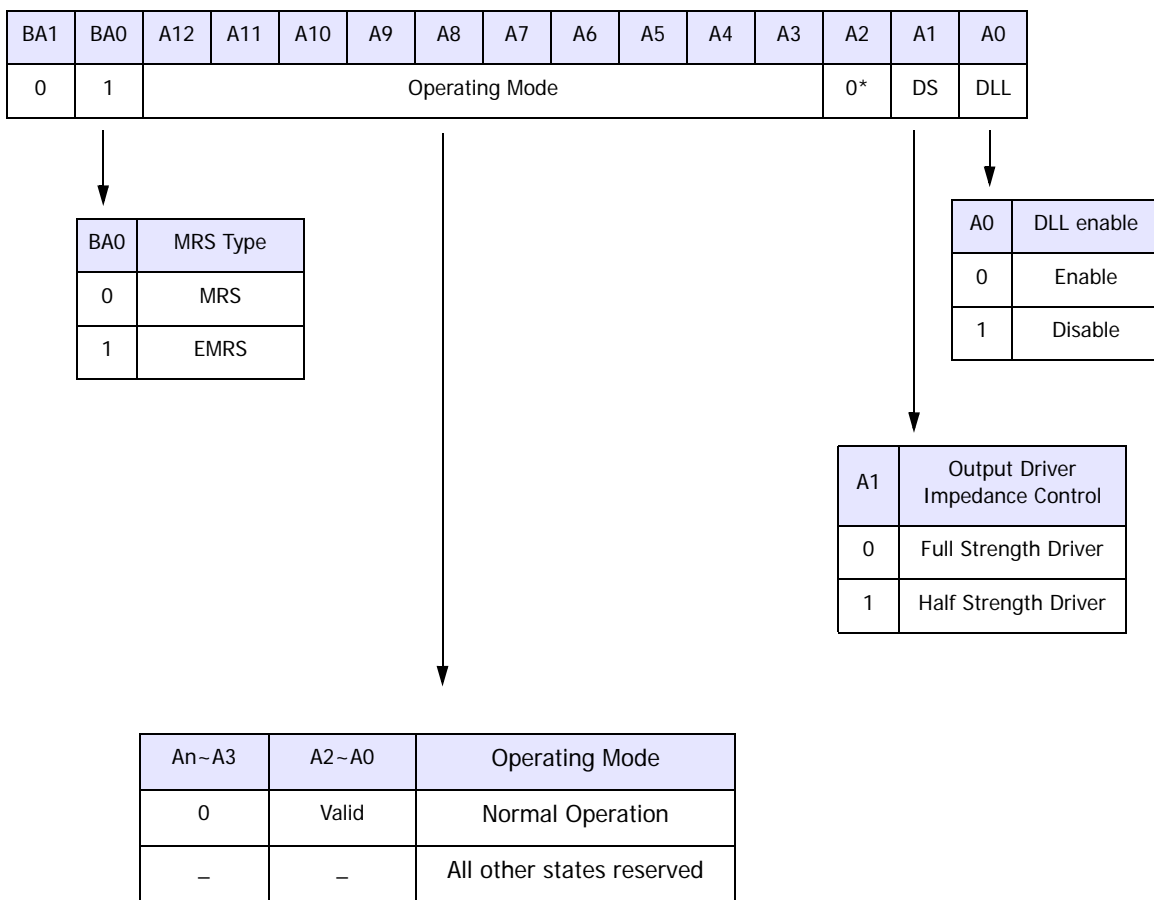 BA1 BA0 A12 A11 A10 A9 A8 A7 A6 A5 A4 A3 A2 A1 A0
0 1 Operating Mode 0* DS DLL
BA0 MRS Type
0 MRS
1 EMRS
A0 DLL enable
0 Enable
1 Disable
A1 Output Driver
Impedance Control
0 Full Strength Driver
1 Half Strength Driver
An~A3 A2~A0 Operating Mode
0 Valid Normal Operation
– – All other states reserved